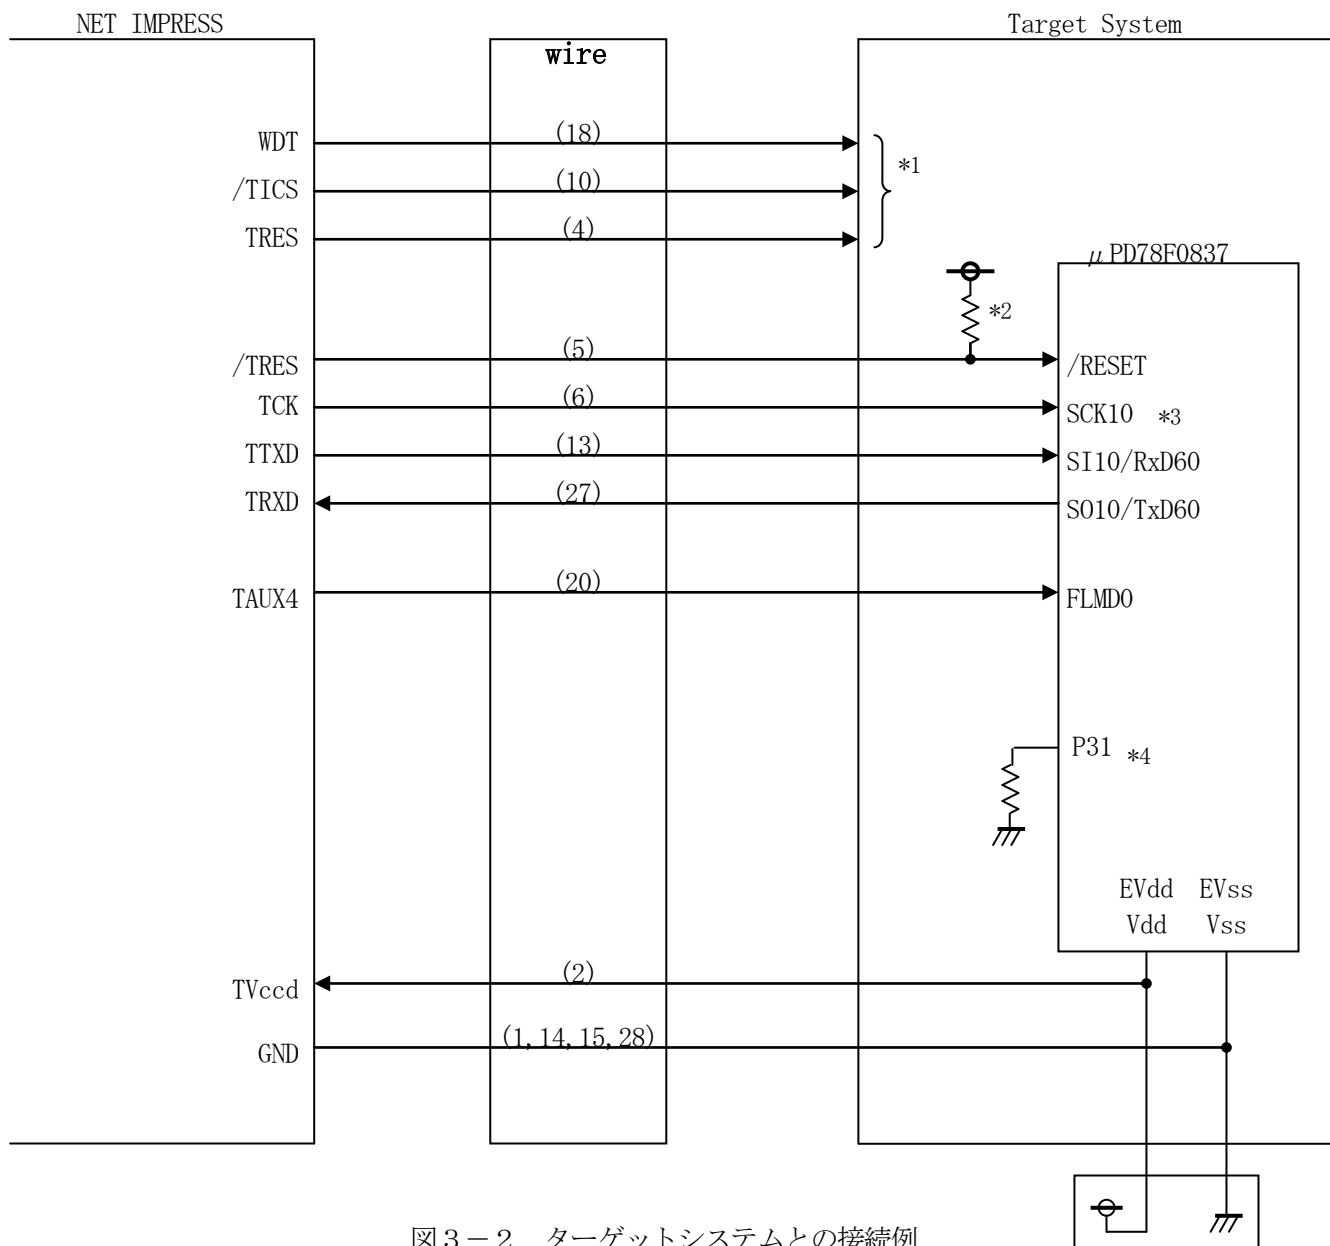 NET IMPRESS
Target System
wire
WDT
(18)
*1
/TICS
(10)
TRES
(4)
μPD78F0837
*2
/TRES
(5)
/RESET
TCK
(6)
SCK10 *3
TTXD
(13)
SI10/RxD60
TRXD
(27)
SO10/TxD60
TAUX4
(20)
FLMD0
P31 *4
EVdd EVss
Vdd Vss
TVccd
(2)
GND
(1,14,15,28)
図3-2 ターゲットシステムとの接続例